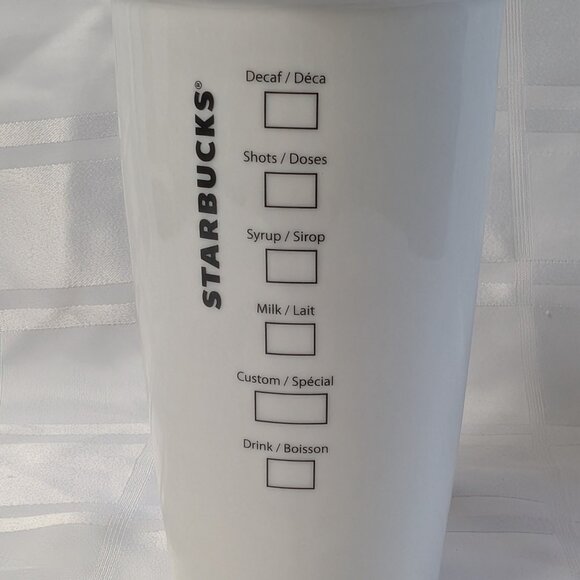 STARBUCKS®
Decaf / Déca
Shots / Doses
Syrup / Sirop
Milk / Lait
Custom / Spécial
Drink / Boisson